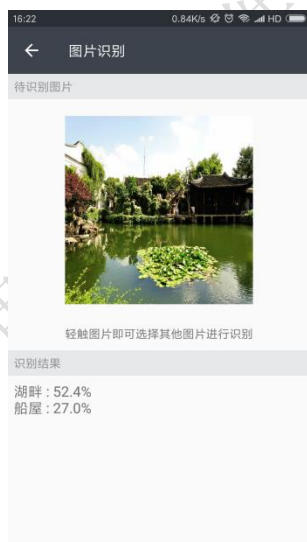 16:22 0.84K/s HD
图片识别
待识别图片
轻触图片即可选择其他图片进行识别
识别结果
湖畔 : 52.4%
船屋 : 27.0%